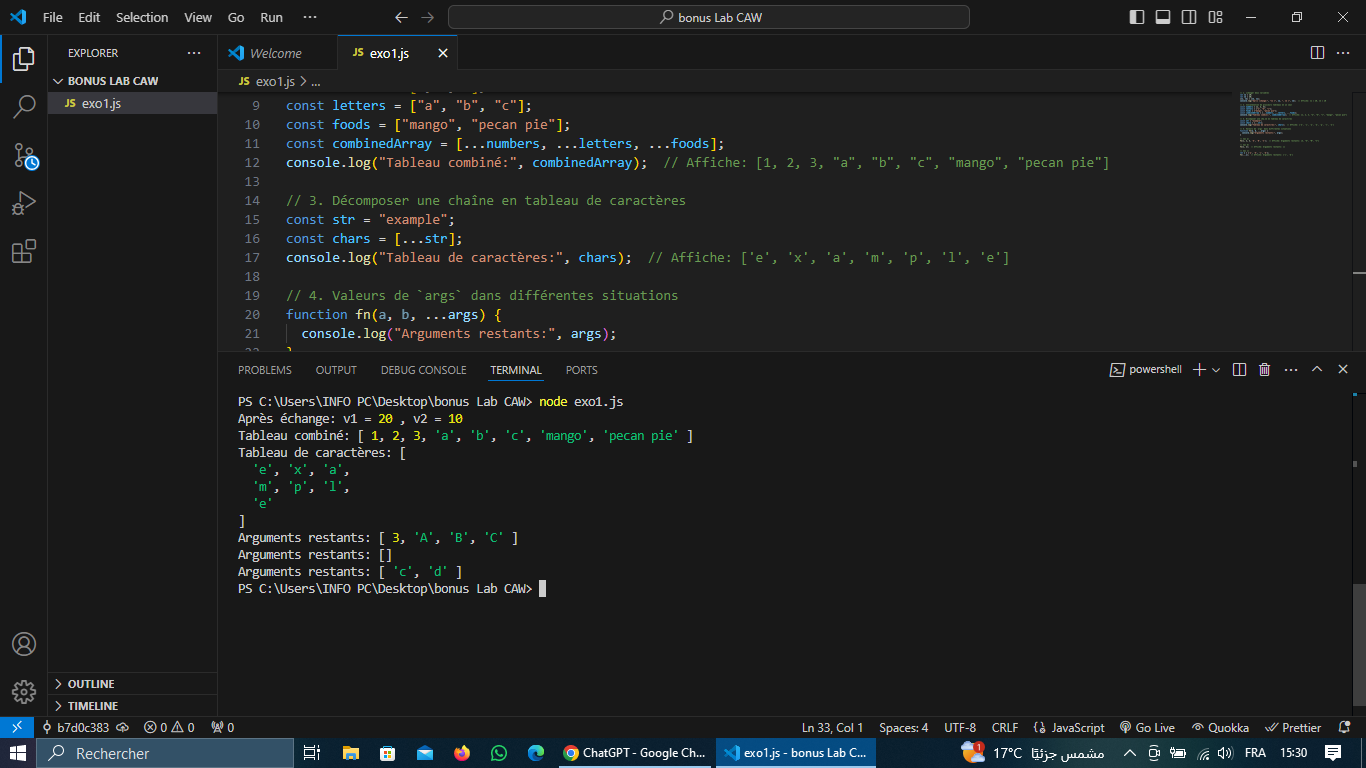 File Edit Selection View Go Run ··· bonus Lab CAW
EXPLORER ···
BONUS LAB CAW
JS exo1.js
OUTLINE
TIMELINE
Welcome JS exo1.js
JS exo1.js > ...
9 const letters = ["a", "b", "c"];
10 const foods = ["mango", "pecan pie"];
11 const combinedArray = [...numbers, ...letters, ...foods];
12 console.log("Tableau combiné:", combinedArray);  // Affiche: [1, 2, 3, "a", "b", "c", "mango", "pecan pie"]
13
14 // 3. Décomposer une chaîne en tableau de caractères
15 const str = "example";
16 const chars = [...str];
17 console.log("Tableau de caractères:", chars);  // Affiche: ['e', 'x', 'a', 'm', 'p', 'l', 'e']
18
19 // 4. Valeurs de `args` dans différentes situations
20 function fn(a, b, ...args) {
21 console.log("Arguments restants:", args);
22 }
PROBLEMS OUTPUT DEBUG CONSOLE TERMINAL PORTS powershell
PS C:\Users\INFO PC\Desktop\bonus Lab CAW> node exo1.js
Après échange: v1 = 20 , v2 = 10
Tableau combiné: [ 1, 2, 3, 'a', 'b', 'c', 'mango', 'pecan pie' ]
Tableau de caractères: [
'e', 'x', 'a',
'm', 'p', 'l',
'e'
]
Arguments restants: [ 3, 'A', 'B', 'C' ]
Arguments restants: []
Arguments restants: [ 'c', 'd' ]
PS C:\Users\INFO PC\Desktop\bonus Lab CAW>
b7d0c383 0 0 0 Ln 33, Col 1 Spaces: 4 UTF-8 CRLF {} JavaScript Go Live Quokka Prettier
Rechercher ChatGPT - Google Ch... exo1.js - bonus Lab C... 1 17°C مشمس جزئيًا FRA 15:30